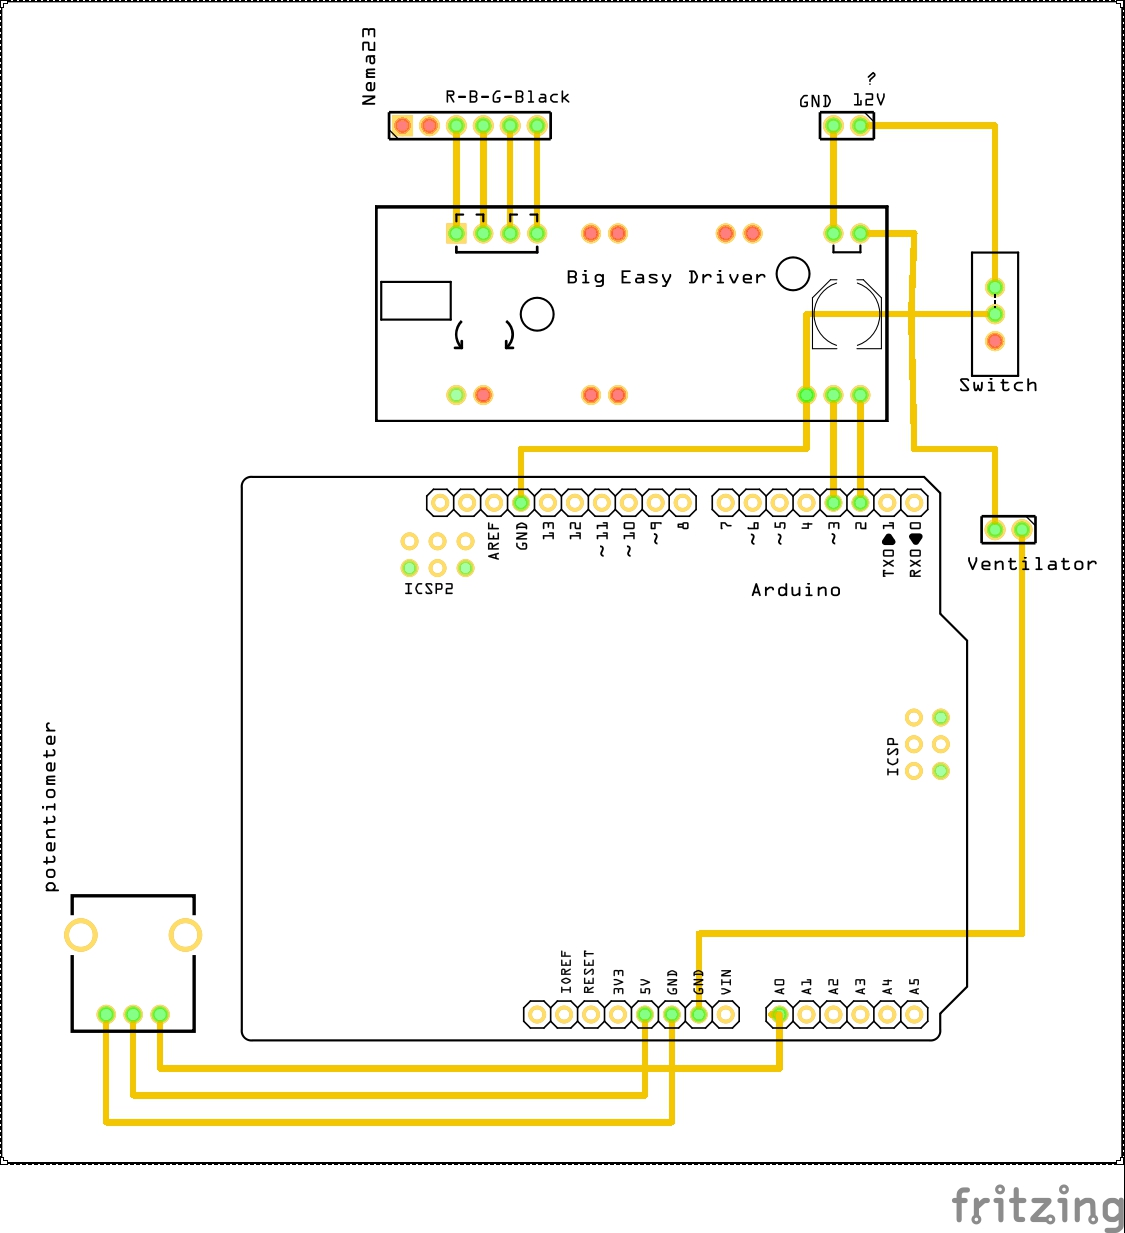 Nema23
R-B-G-Black
?
GND 12V
Big Easy Driver
Switch
AREF
GND
13
12
~11
~10
~9
8
7
~6
~5
4
~3
2
TX0 1
RX0 0
ICSP2
Arduino
Ventilator
ICSP
potentiometer
IOREF
RESET
3V3
5V
GND
GND
VIN
A0
A1
A2
A3
A4
A5
fritzing